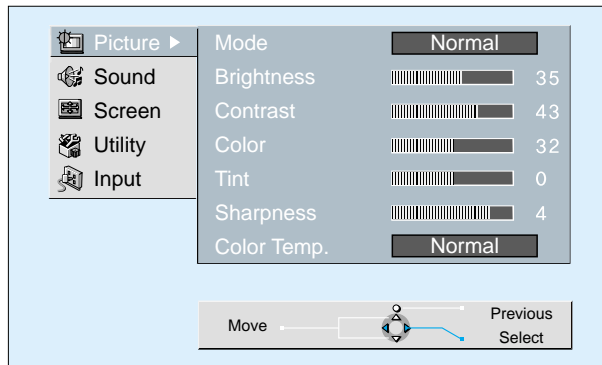 Picture
Sound
Screen
Utility
Input
Mode Normal
Brightness 35
Contrast 43
Color 32
Tint 0
Sharpness 4
Color Temp. Normal
Move
Previous
Select